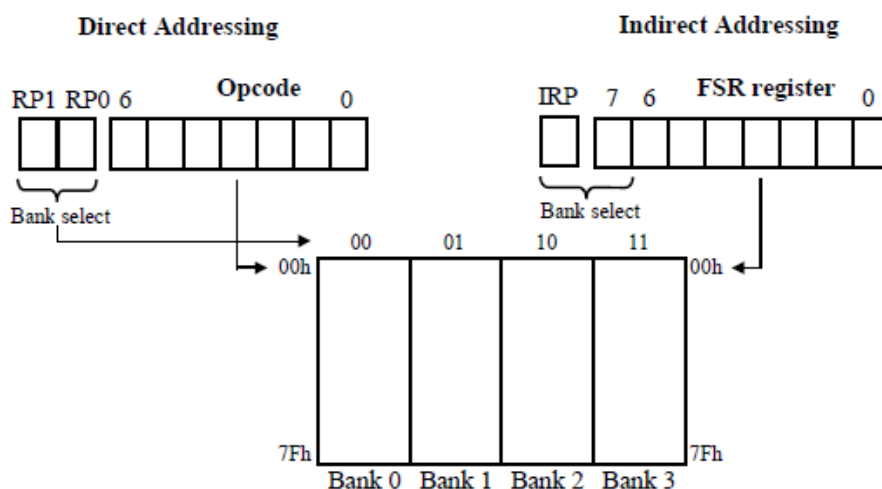 Direct Addressing
Indirect Addressing
RP1 RP0 6 Opcode 0
IRP 7 6 FSR register 0
Bank select
Bank select
00 01 10 11
00h 00h
7Fh 7Fh
Bank 0 Bank 1 Bank 2 Bank 3